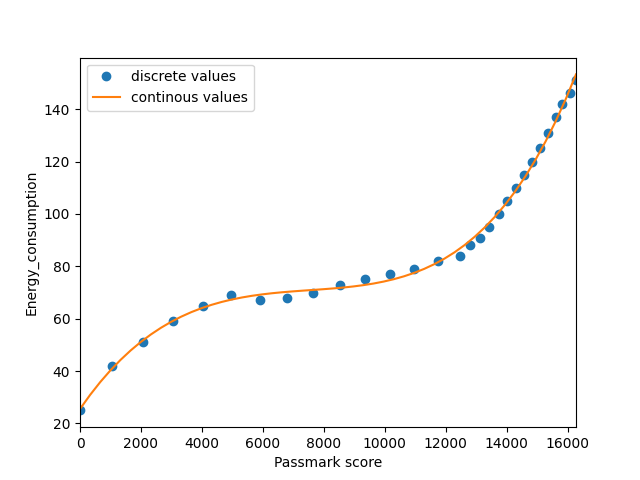 discrete values
continous values
140
120
100
80
60
40
20
Energy_consumption
0 2000 4000 6000 8000 10000 12000 14000 16000
Passmark score